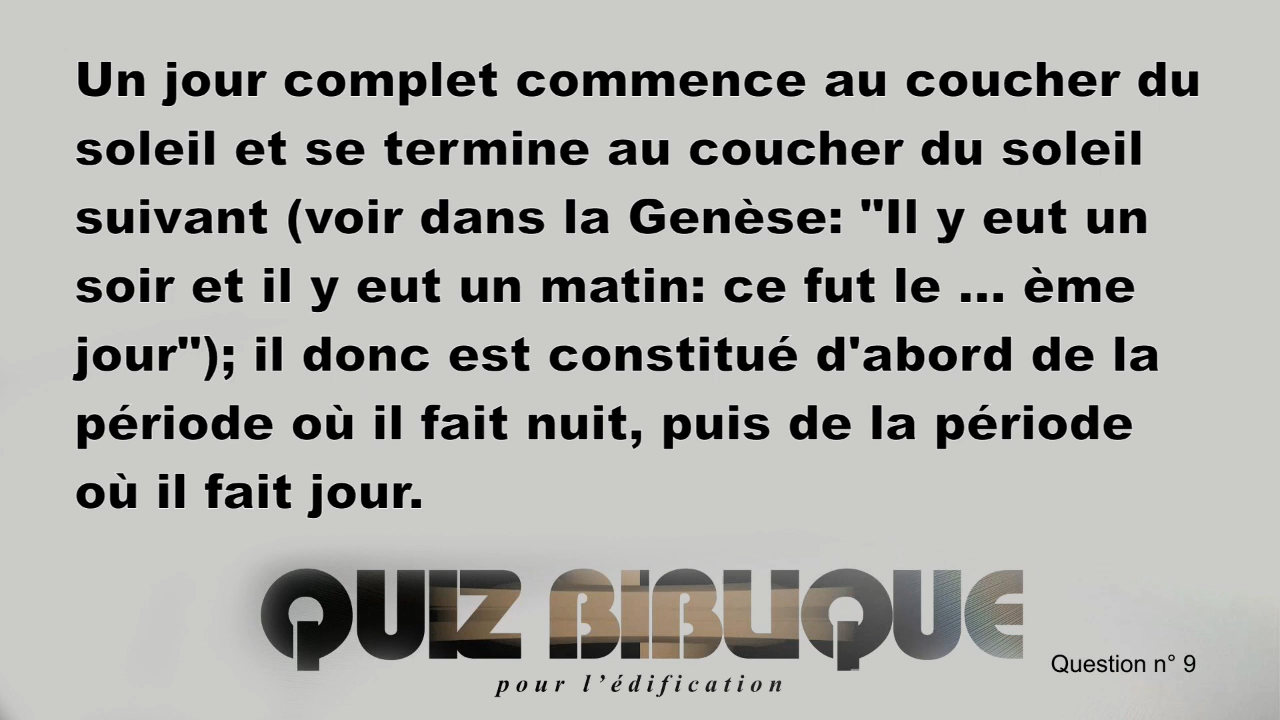 Un jour complet commence au coucher du
soleil et se termine au coucher du soleil
suivant (voir dans la Genèse: "Il y eut un
soir et il y eut un matin: ce fut le ... ème
jour"); il donc est constitué d'abord de la
période où il fait nuit, puis de la période
où il fait jour.
QUIZ BIBLIQUE
pour l’édification
Question n° 9